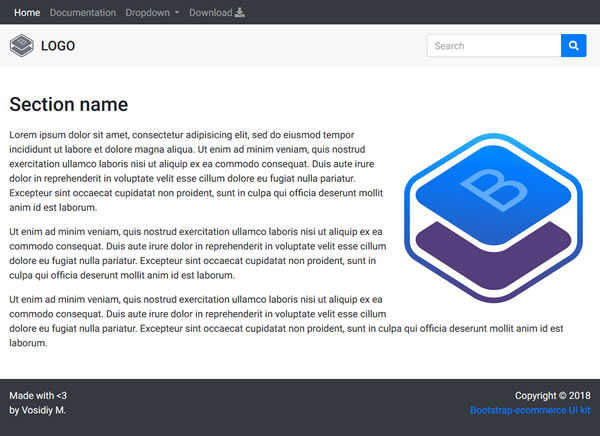 Home Documentation Dropdown Download
LOGO
Search
Section name
Lorem ipsum dolor sit amet, consectetur adipisicing elit, sed do eiusmod tempor
incididunt ut labore et dolore magna aliqua. Ut enim ad minim veniam, quis nostrud
exercitation ullamco laboris nisi ut aliquip ex ea commodo consequat. Duis aute irure
dolor in reprehenderit in voluptate velit esse cillum dolore eu fugiat nulla pariatur.
Excepteur sint occaecat cupidatat non proident, sunt in culpa qui officia deserunt mollit
anim id est laborum.
Ut enim ad minim veniam, quis nostrud exercitation ullamco laboris nisi ut aliquip ex ea
commodo consequat. Duis aute irure dolor in reprehenderit in voluptate velit esse cillum
dolore eu fugiat nulla pariatur. Excepteur sint occaecat cupidatat non proident, sunt in
culpa qui officia deserunt mollit anim id est laborum.
B
Ut enim ad minim veniam, quis nostrud exercitation ullamco laboris nisi ut aliquip ex ea
commodo consequat. Duis aute irure dolor in reprehenderit in voluptate velit esse cillum
dolore eu fugiat nulla pariatur. Excepteur sint occaecat cupidatat non proident, sunt in culpa qui officia deserunt mollit anim id est
laborum.
Made with <3
by Vosidiy M.
Copyright © 2018
Bootstrap-ecommerce UI kit